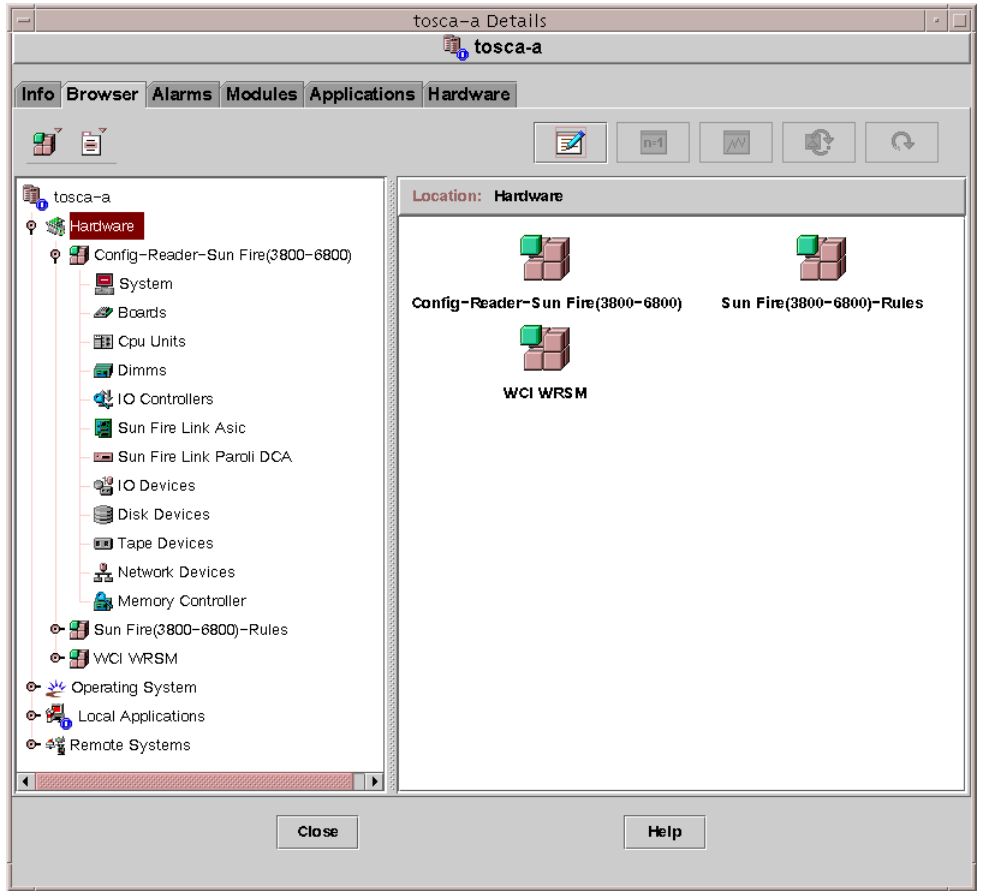 tosca-a Details
tosca-a
Info Browser Alarms Modules Applications Hardware
n=1
tosca-a
Hardware
Config-Reader-Sun Fire(3800-6800)
System
Boards
Cpu Units
Dimms
IO Controllers
Sun Fire Link Asic
Sun Fire Link Paroli DCA
IO Devices
Disk Devices
Tape Devices
Network Devices
Memory Controller
Sun Fire(3800-6800)-Rules
WCI WRSM
Operating System
Local Applications
Remote Systems
Location: Hardware
Config-Reader-Sun Fire(3800-6800) Sun Fire(3800-6800)-Rules
WCI WRSM
Close Help